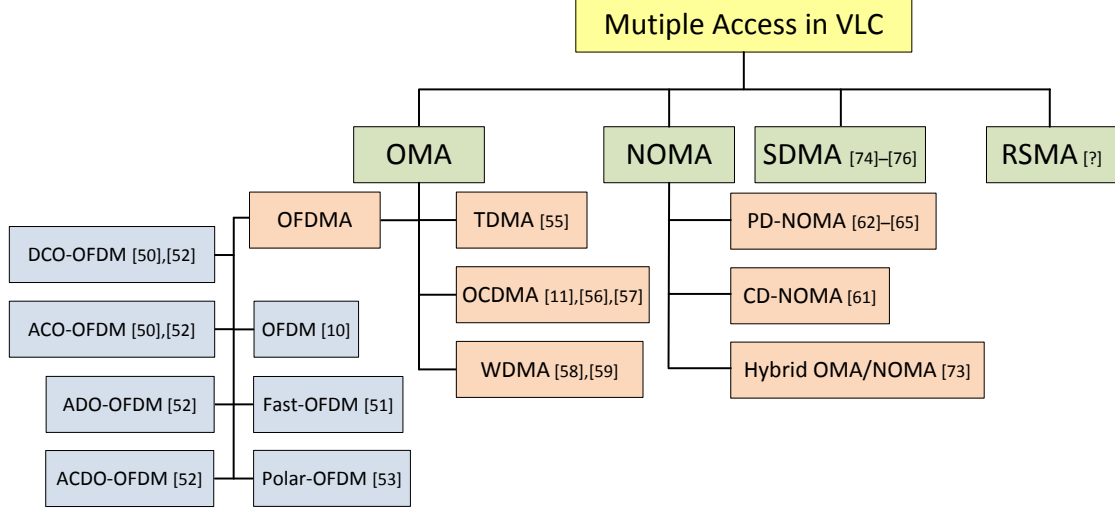 Mutiple Access in VLC
OMA
NOMA
SDMA [74]–[76]
RSMA [?]
OFDMA
TDMA [55]
PD-NOMA [62]–[65]
DCO-OFDM [50],[52]
OCDMA [11],[56],[57]
CD-NOMA [61]
ACO-OFDM [50],[52]
OFDM [10]
WDMA [58],[59]
Hybrid OMA/NOMA [73]
ADO-OFDM [52]
Fast-OFDM [51]
ACDO-OFDM [52]
Polar-OFDM [53]